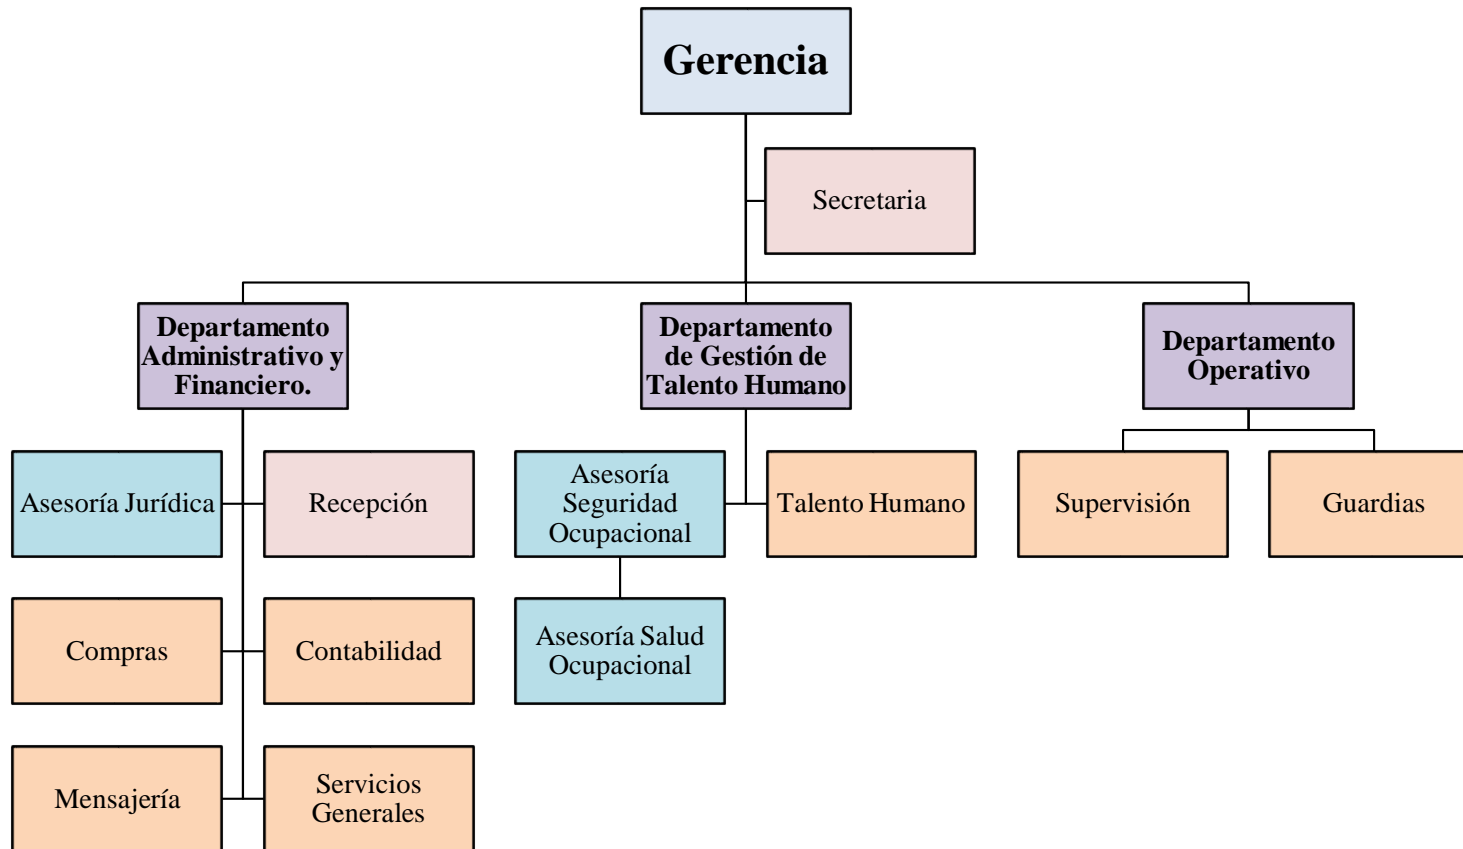 Gerencia
Secretaria
Departamento
Administrativo y
Financiero.
Departamento
de Gestión de
Talento Humano
Departamento
Operativo
Asesoría Jurídica
Recepción
Asesoría
Seguridad
Ocupacional
Talento Humano
Supervisión
Guardias
Compras
Contabilidad
Asesoría Salud
Ocupacional
Mensajería
Servicios
Generales